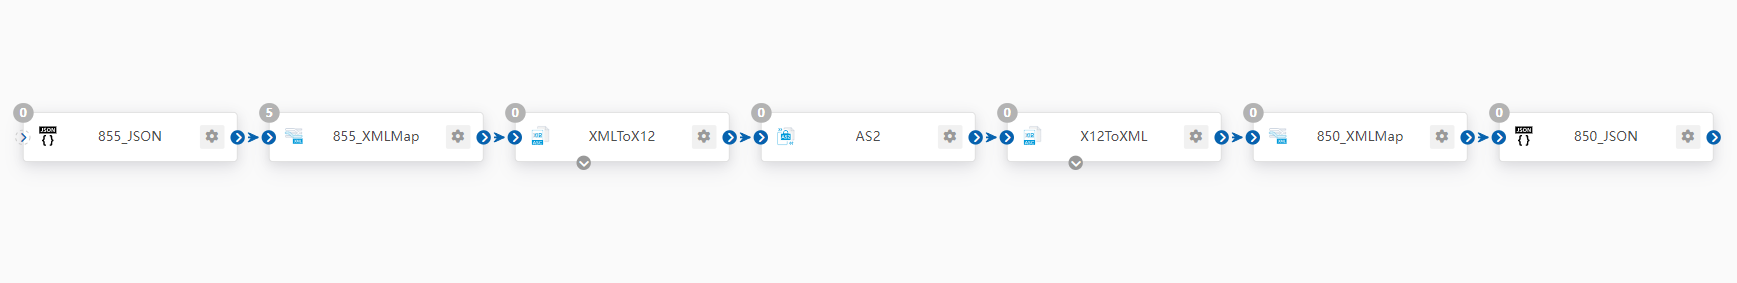 0 5 0 0 0 0 0
JSON {} 855_JSON 855_XMLMap XMLToX12 AS2 X12ToXML 850_XMLMap JSON {} 850_JSON